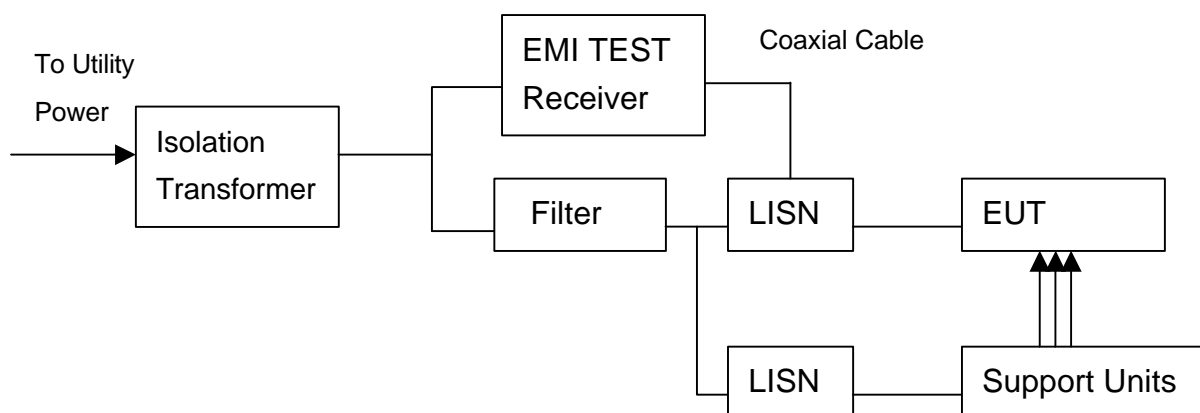 To Utility
Power
Isolation
Transformer
EMI TEST
Receiver
Coaxial Cable
Filter
LISN
EUT
LISN
Support Units